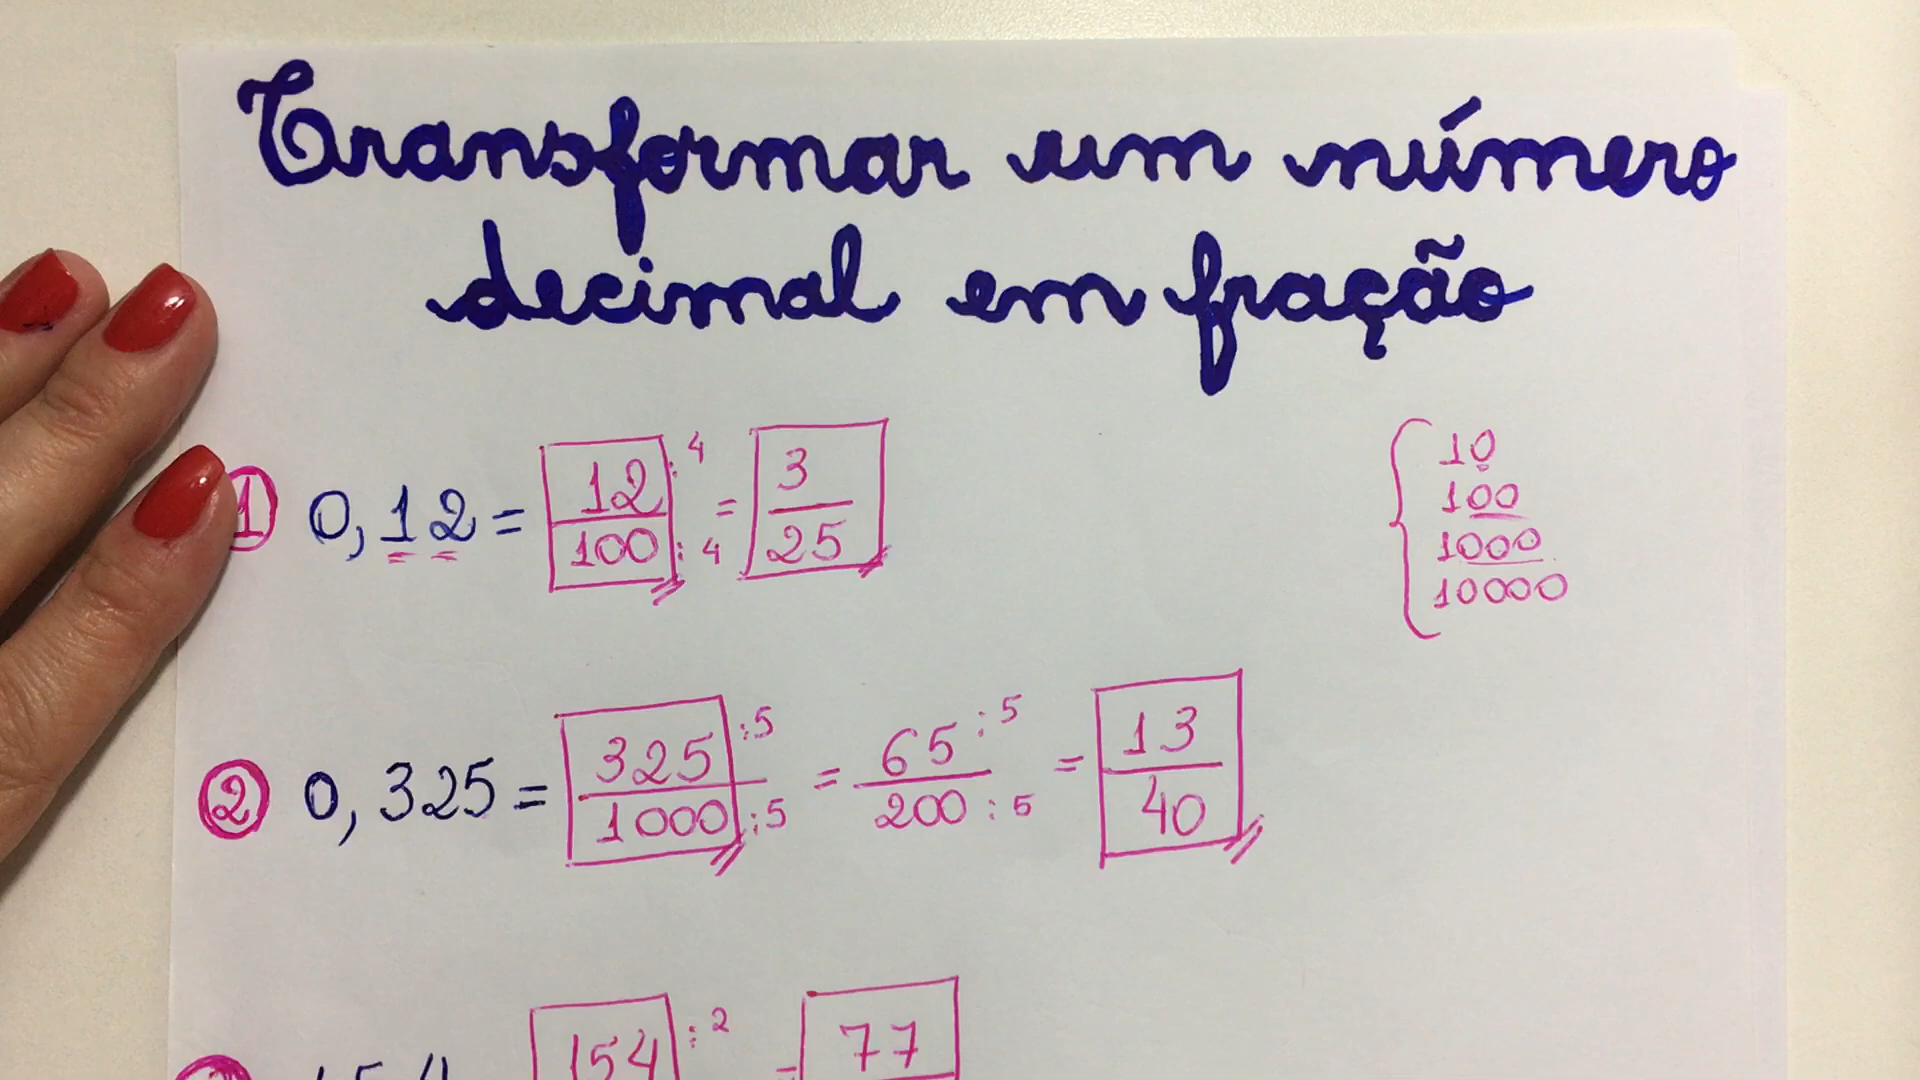 Transformar um número
decimal em fração
1 0,12 = 12/100 :4 :4 = 3/25
10
100
1000
10000
2 0,325 = 325/1000 :5 :5 = 65/200 :5 :5 = 13/40
154 :2 = 77